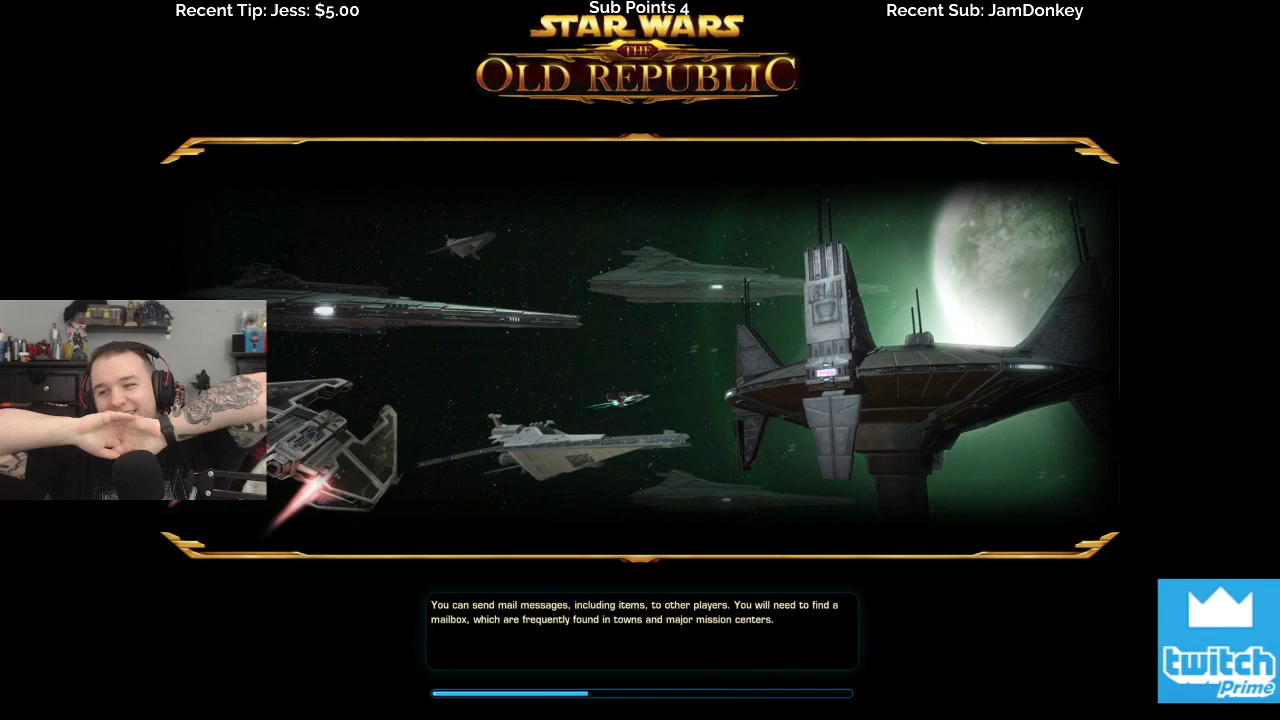 Recent Tip: Jess: $5.00
Sub Points 4
Recent Sub: JamDonkey
STAR WARS
THE
OLD REPUBLIC
You can send mail messages, including items, to other players. You will need to find a
mailbox, which are frequently found in towns and major mission centers.
twitch
Prime